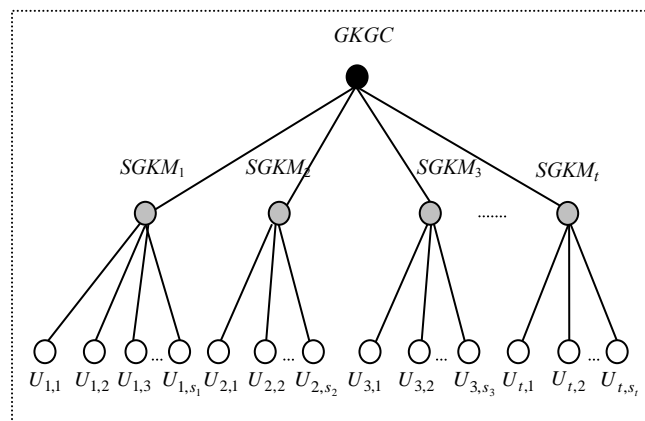 GKGC
SGKM₁ SGKM₂ SGKM₃ SGKMₜ
.......
... ... ... ...
U₁,₁ U₁,₂ U₁,₃ U₁,ₛ₁ U₂,₁ U₂,₂ U₂,ₛ₂ U₃,₁ U₃,₂ U₃,ₛ₃ Uₜ,₁ Uₜ,₂ Uₜ,ₛₜ